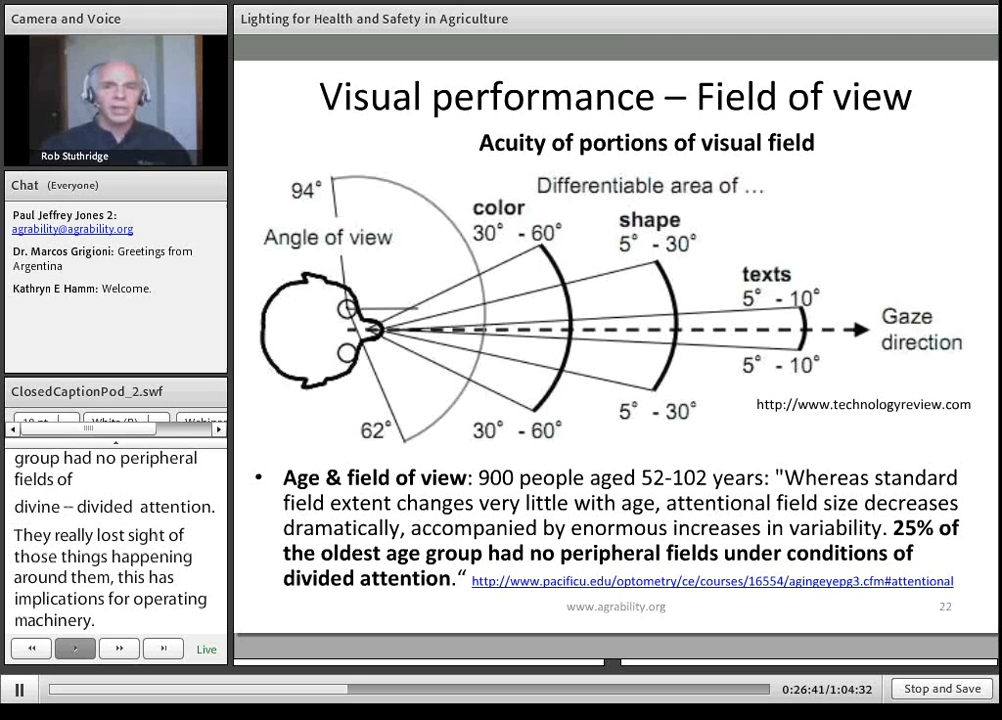 Camera and Voice
Rob Stuthridge
Chat (Everyone)
Paul Jeffrey Jones 2:
agrability@agrability.org
Dr. Marcos Grigioni: Greetings from
Argentina
Kathryn E Hamm: Welcome.
ClosedCaptionPod_2.swf
group had no peripheral
fields of
divine -- divided attention.
They really lost sight of
those things happening
around them, this has
implications for operating
machinery.
Live
Lighting for Health and Safety in Agriculture
Visual performance – Field of view
Acuity of portions of visual field
94°
Angle of view
62°
Differentiable area of ...
color
30° - 60°
30° - 60°
shape
5° - 30°
5° - 30°
texts
5° - 10°
5° - 10°
Gaze
direction
http://www.technologyreview.com
• Age & field of view: 900 people aged 52-102 years: "Whereas standard
field extent changes very little with age, attentional field size decreases
dramatically, accompanied by enormous increases in variability. 25% of
the oldest age group had no peripheral fields under conditions of
divided attention.“ http://www.pacificu.edu/optometry/ce/courses/16554/agingeyepg3.cfm#attentional
www.agrability.org
22
0:26:41/1:04:32
Stop and Save